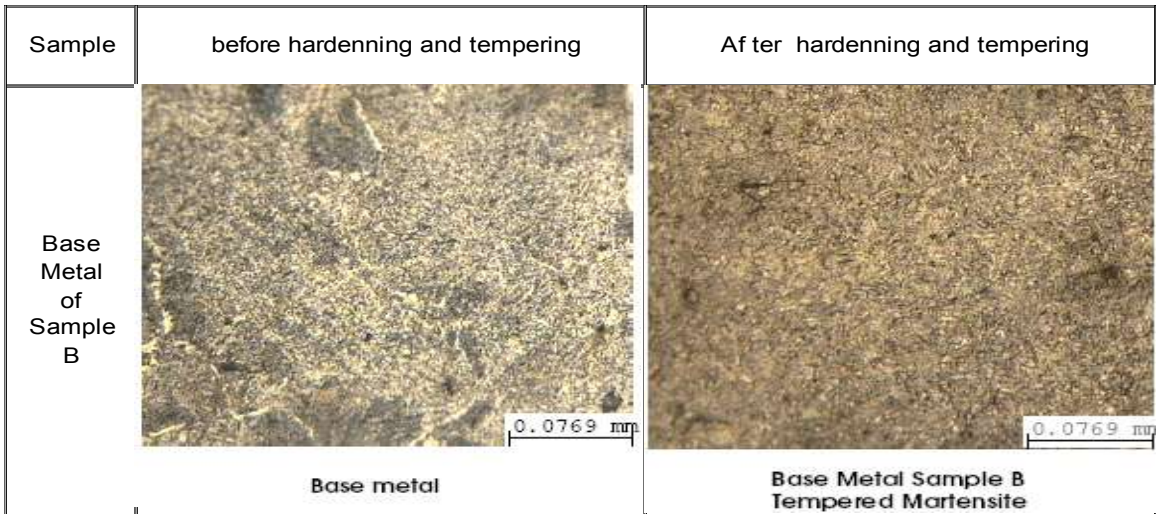 Sample
before hardenning and tempering
Af ter hardenning and tempering
Base
Metal
of
Sample
B
0.0769 mm
0.0769 mm
Base metal
Base Metal Sample B
Tempered Martensite